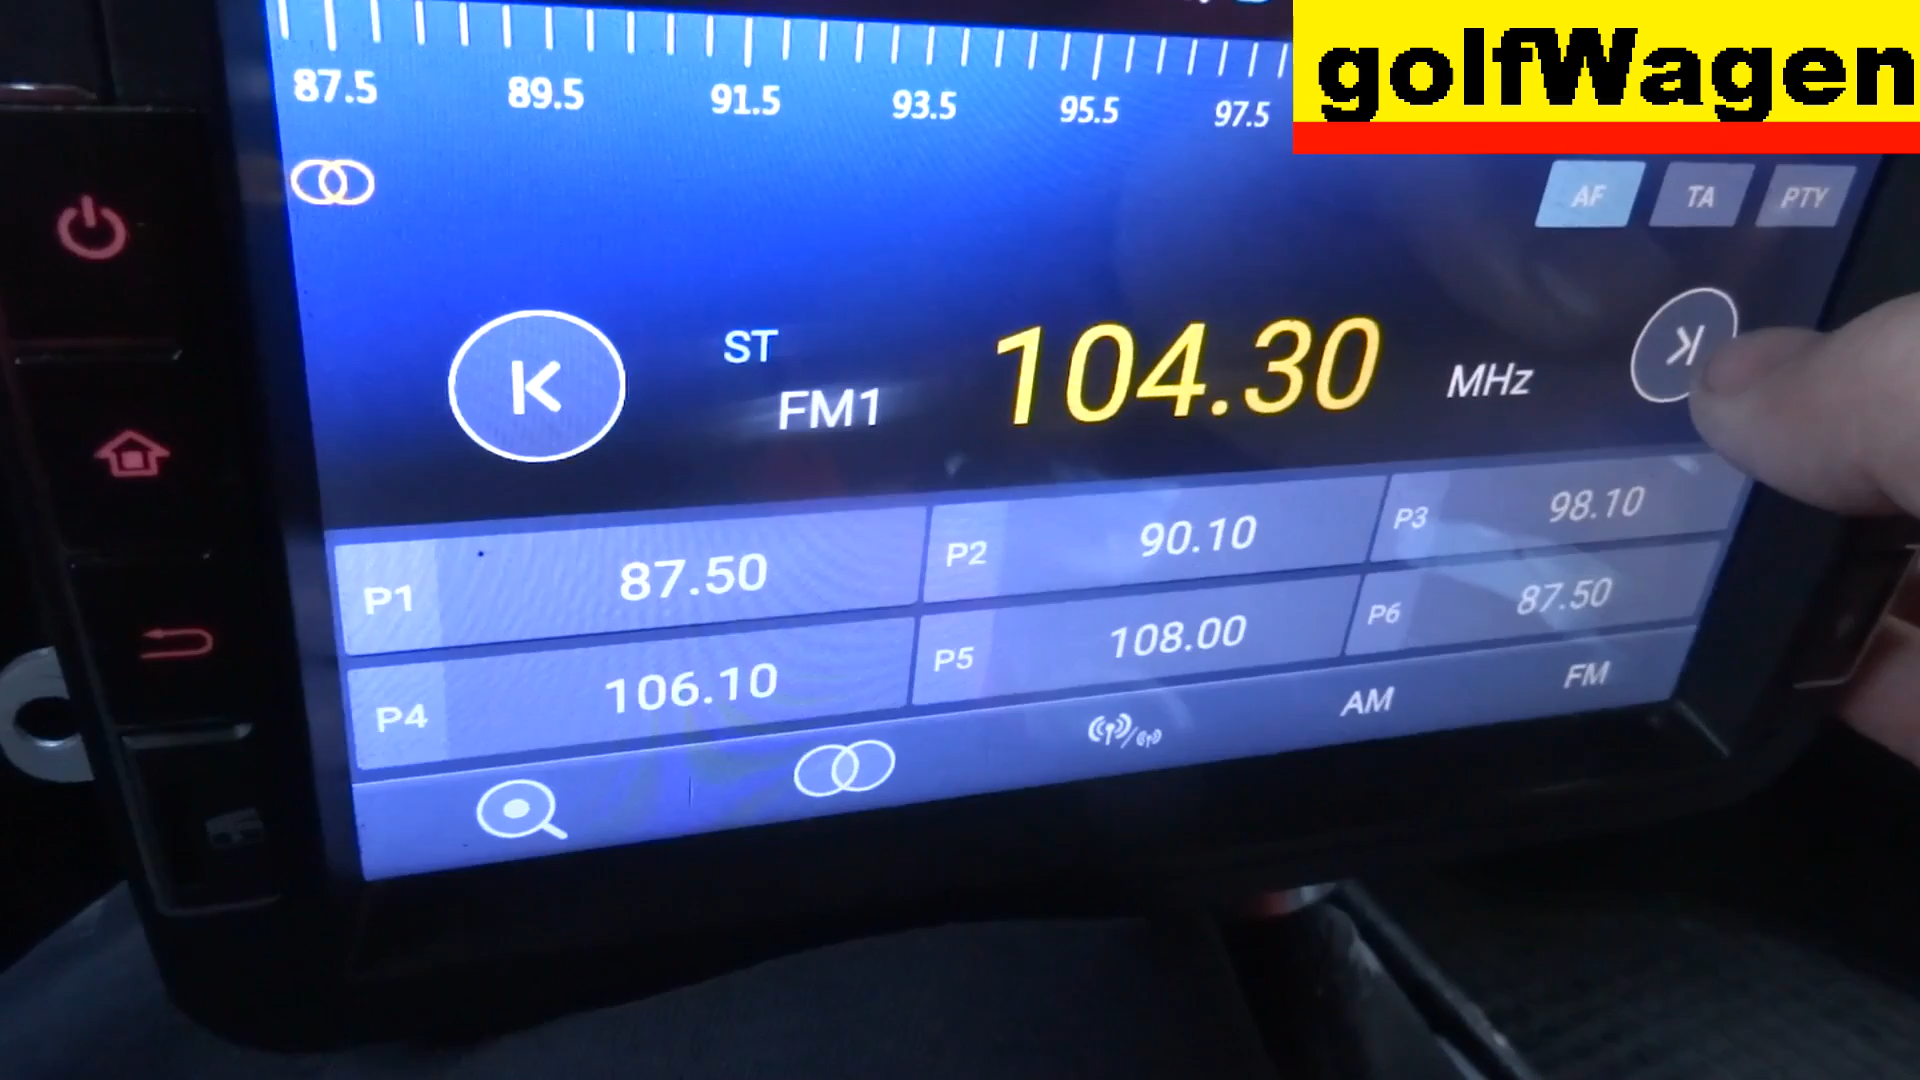 golfWagen
87.5 89.5 91.5 93.5 95.5 97.5
AF TA PTY
ST
FM1 104.30 MHz
P1 87.50 P2 90.10 P3 98.10
P4 106.10 P5 108.00 P6 87.50
AM FM